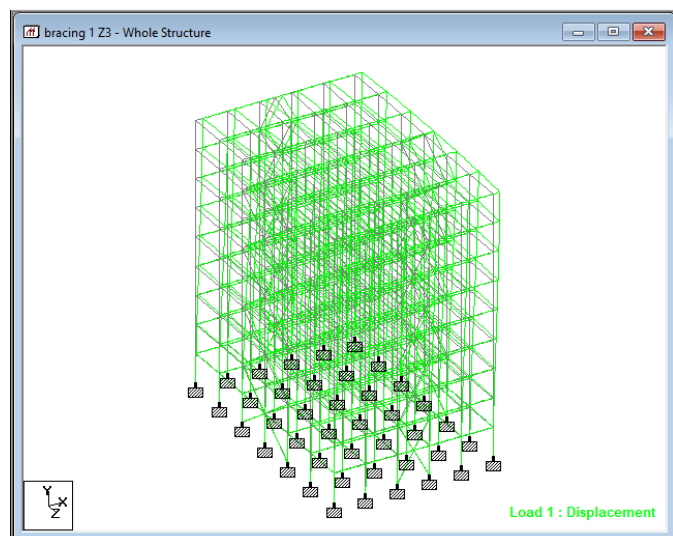 bracing 1 Z3 - Whole Structure
Y
X
Z
Load 1 : Displacement